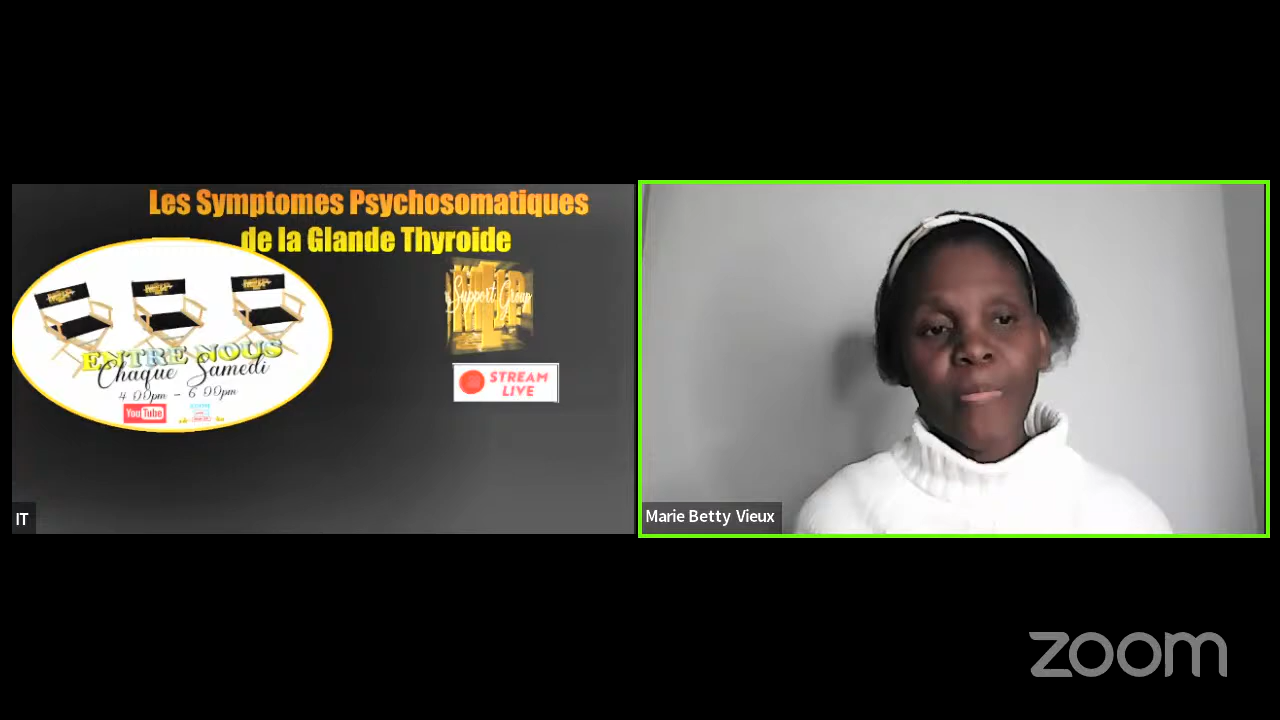 Les Symptomes Psychosomatiques
de la Glande Thyroide
ENTRE NOUS
Chaque Samedi
4:00pm - 6:00pm
YouTube
Support Group
STREAM
LIVE
IT
Marie Betty Vieux
zoom